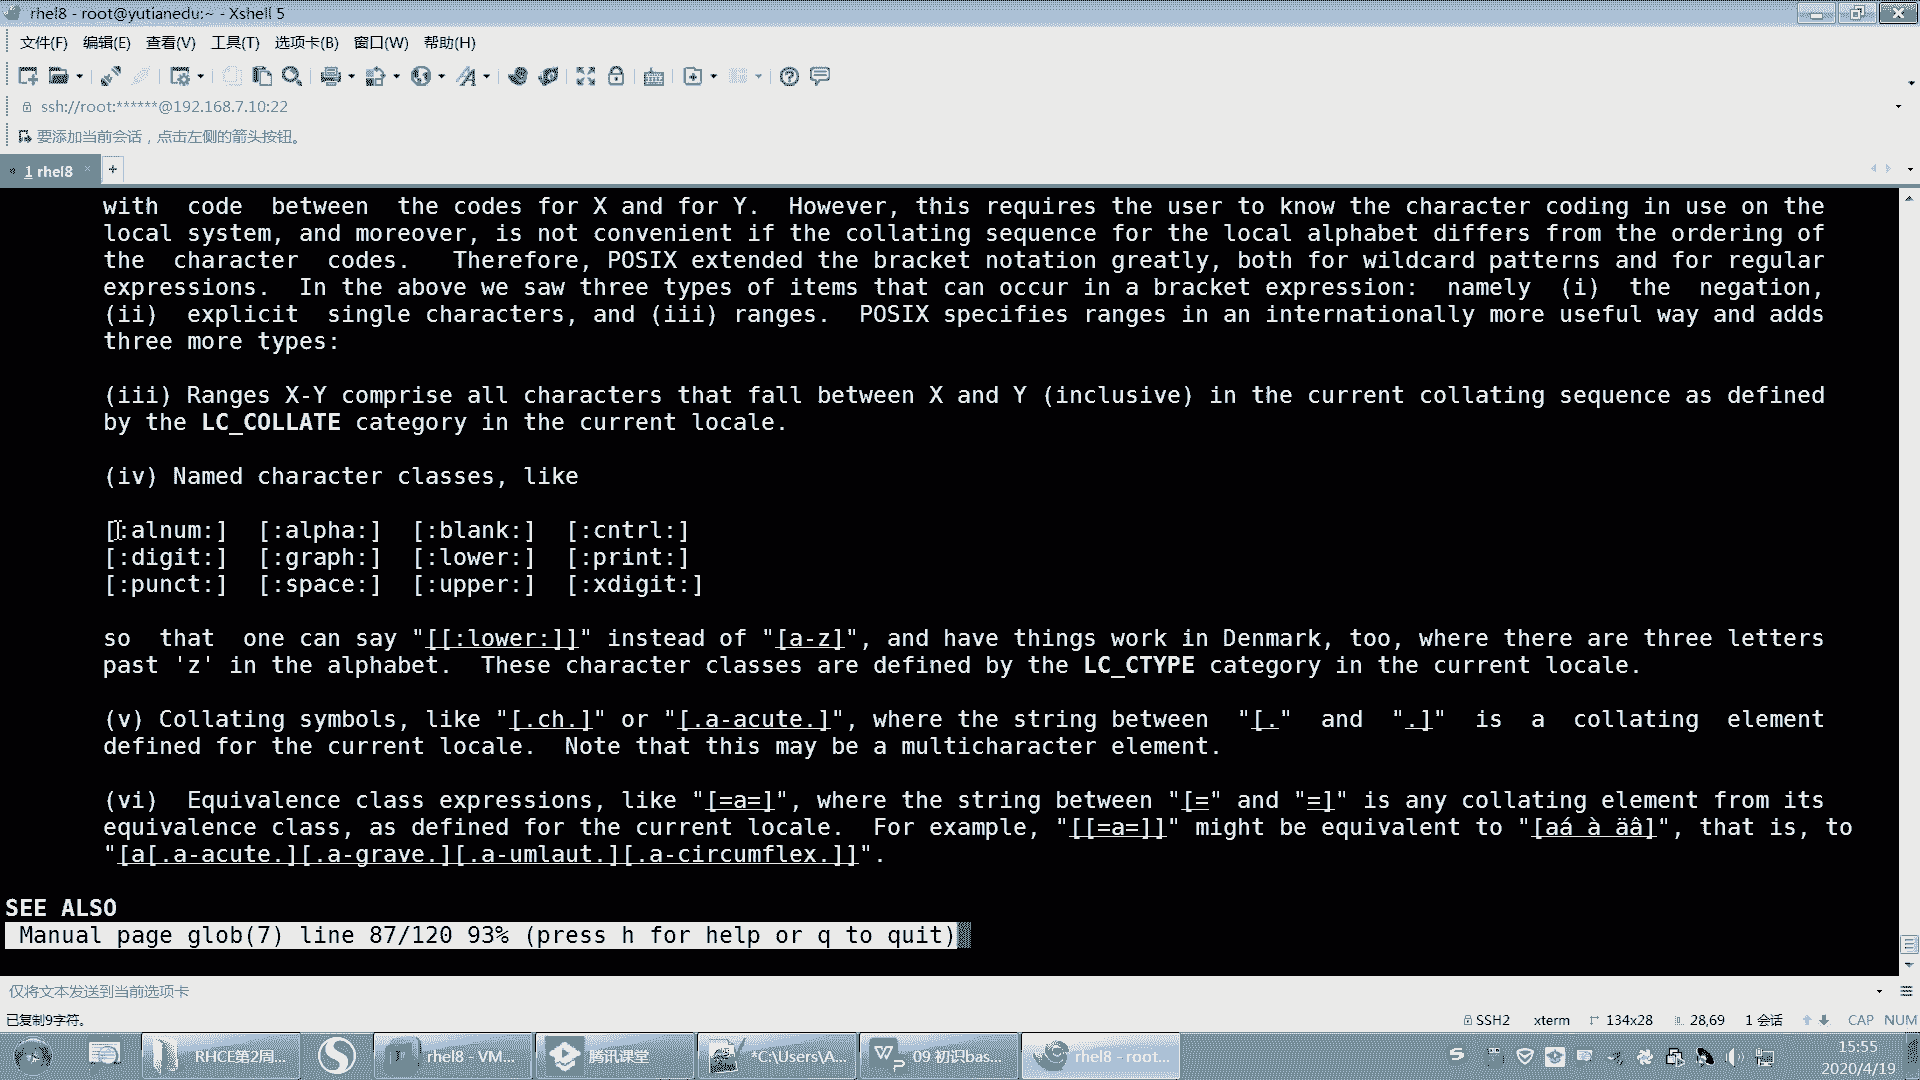 rhel8 - root@yutianedu:~ - Xshell 5
文件(F) 编辑(E) 查看(V) 工具(T) 选项卡(B) 窗口(W) 帮助(H)
ssh://root:******@192.168.7.10:22
要添加当前会话，点击左侧的箭头按钮。
1 rhel8
with code between the codes for X and for Y. However, this requires the user to know the character coding in use on the
local system, and moreover, is not convenient if the collating sequence for the local alphabet differs from the ordering of
the character codes. Therefore, POSIX extended the bracket notation greatly, both for wildcard patterns and for regular
expressions. In the above we saw three types of items that can occur in a bracket expression: namely (i) the negation,
(ii) explicit single characters, and (iii) ranges. POSIX specifies ranges in an internationally more useful way and adds
three more types:
(iii) Ranges X-Y comprise all characters that fall between X and Y (inclusive) in the current collating sequence as defined
by the LC_COLLATE category in the current locale.
(iv) Named character classes, like
[:alnum:] [:alpha:] [:blank:] [:cntrl:]
[:digit:] [:graph:] [:lower:] [:print:]
[:punct:] [:space:] [:upper:] [:xdigit:]
so that one can say "[[:lower:]]" instead of "[a-z]", and have things work in Denmark, too, where there are three letters
past 'z' in the alphabet. These character classes are defined by the LC_CTYPE category in the current locale.
(v) Collating symbols, like "[.ch.]" or "[.a-acute.]", where the string between "[." and ".]" is a collating element
defined for the current locale. Note that this may be a multicharacter element.
(vi) Equivalence class expressions, like "[=a=]", where the string between "[=" and "=]" is any collating element from its
equivalence class, as defined for the current locale. For example, "[[=a=]]" might be equivalent to "[aá à äâ]", that is, to
"[a[.a-acute.][.a-grave.][.a-umlaut.][.a-circumflex.]]".
SEE ALSO
Manual page glob(7) line 87/120 93% (press h for help or q to quit)
仅将文本发送到当前选项卡
已复制9字符。
SSH2 xterm 134x28 28,69 1 会话 CAP NUM
RHCE第2周... rhel8 - VM... 腾讯课堂 *C:\Users\A... 09 初识bas... rhel8 - root...
15:55
2020/4/19